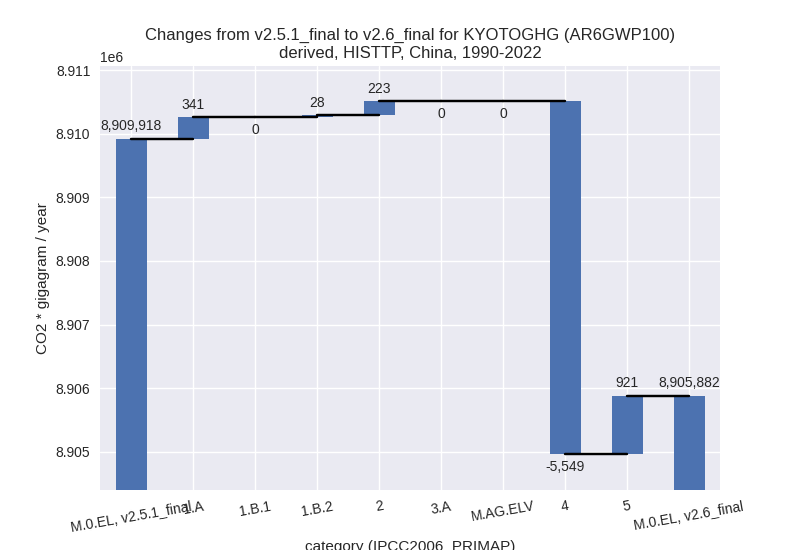 Changes from v2.5.1_final to v2.6_final for KYOTOGHG (AR6GWP100)
derived, HISTTP, China, 1990-2022
1e6
8.911
8.910
8.909
8.908
8.907
8.906
8.905
CO2 * gigagram / year
8,909,918
341
0
28
223
0
0
-5,549
921
8,905,882
M.0.EL, v2.5.1_final
1.A
1.B.1
1.B.2
2
3.A
M.AG.ELV
4
5
M.0.EL, v2.6_final
category (IPCC2006_PRIMAP)